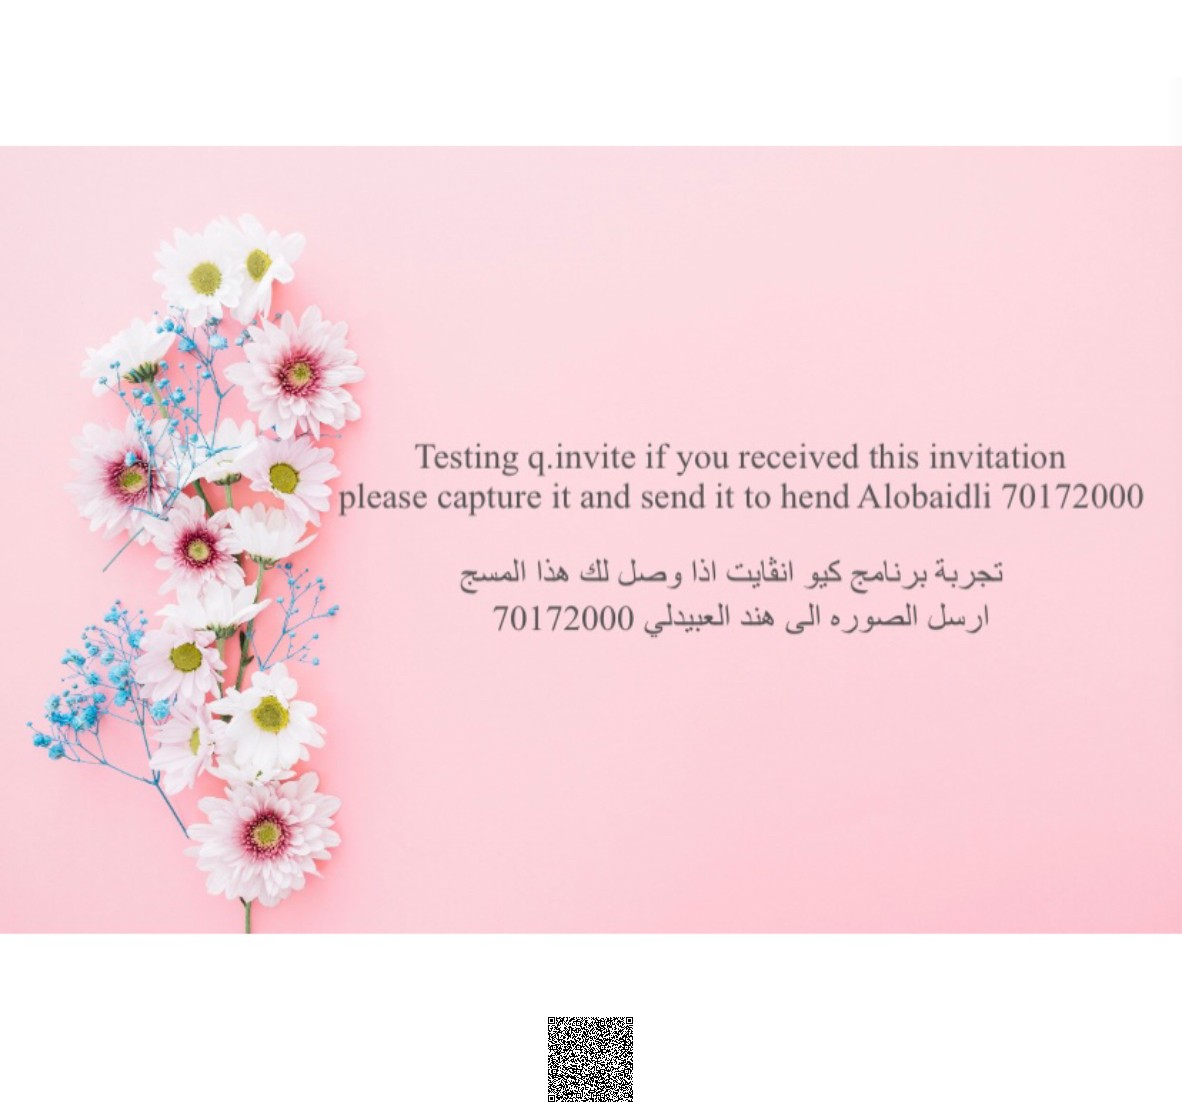 Testing q.invite if you received this invitation
please capture it and send it to hend Alobaidli 70172000
تجربة برنامج كيو انڤايت اذا وصل لك هذا المسج
ارسل الصوره الى هند العبيدلي 70172000